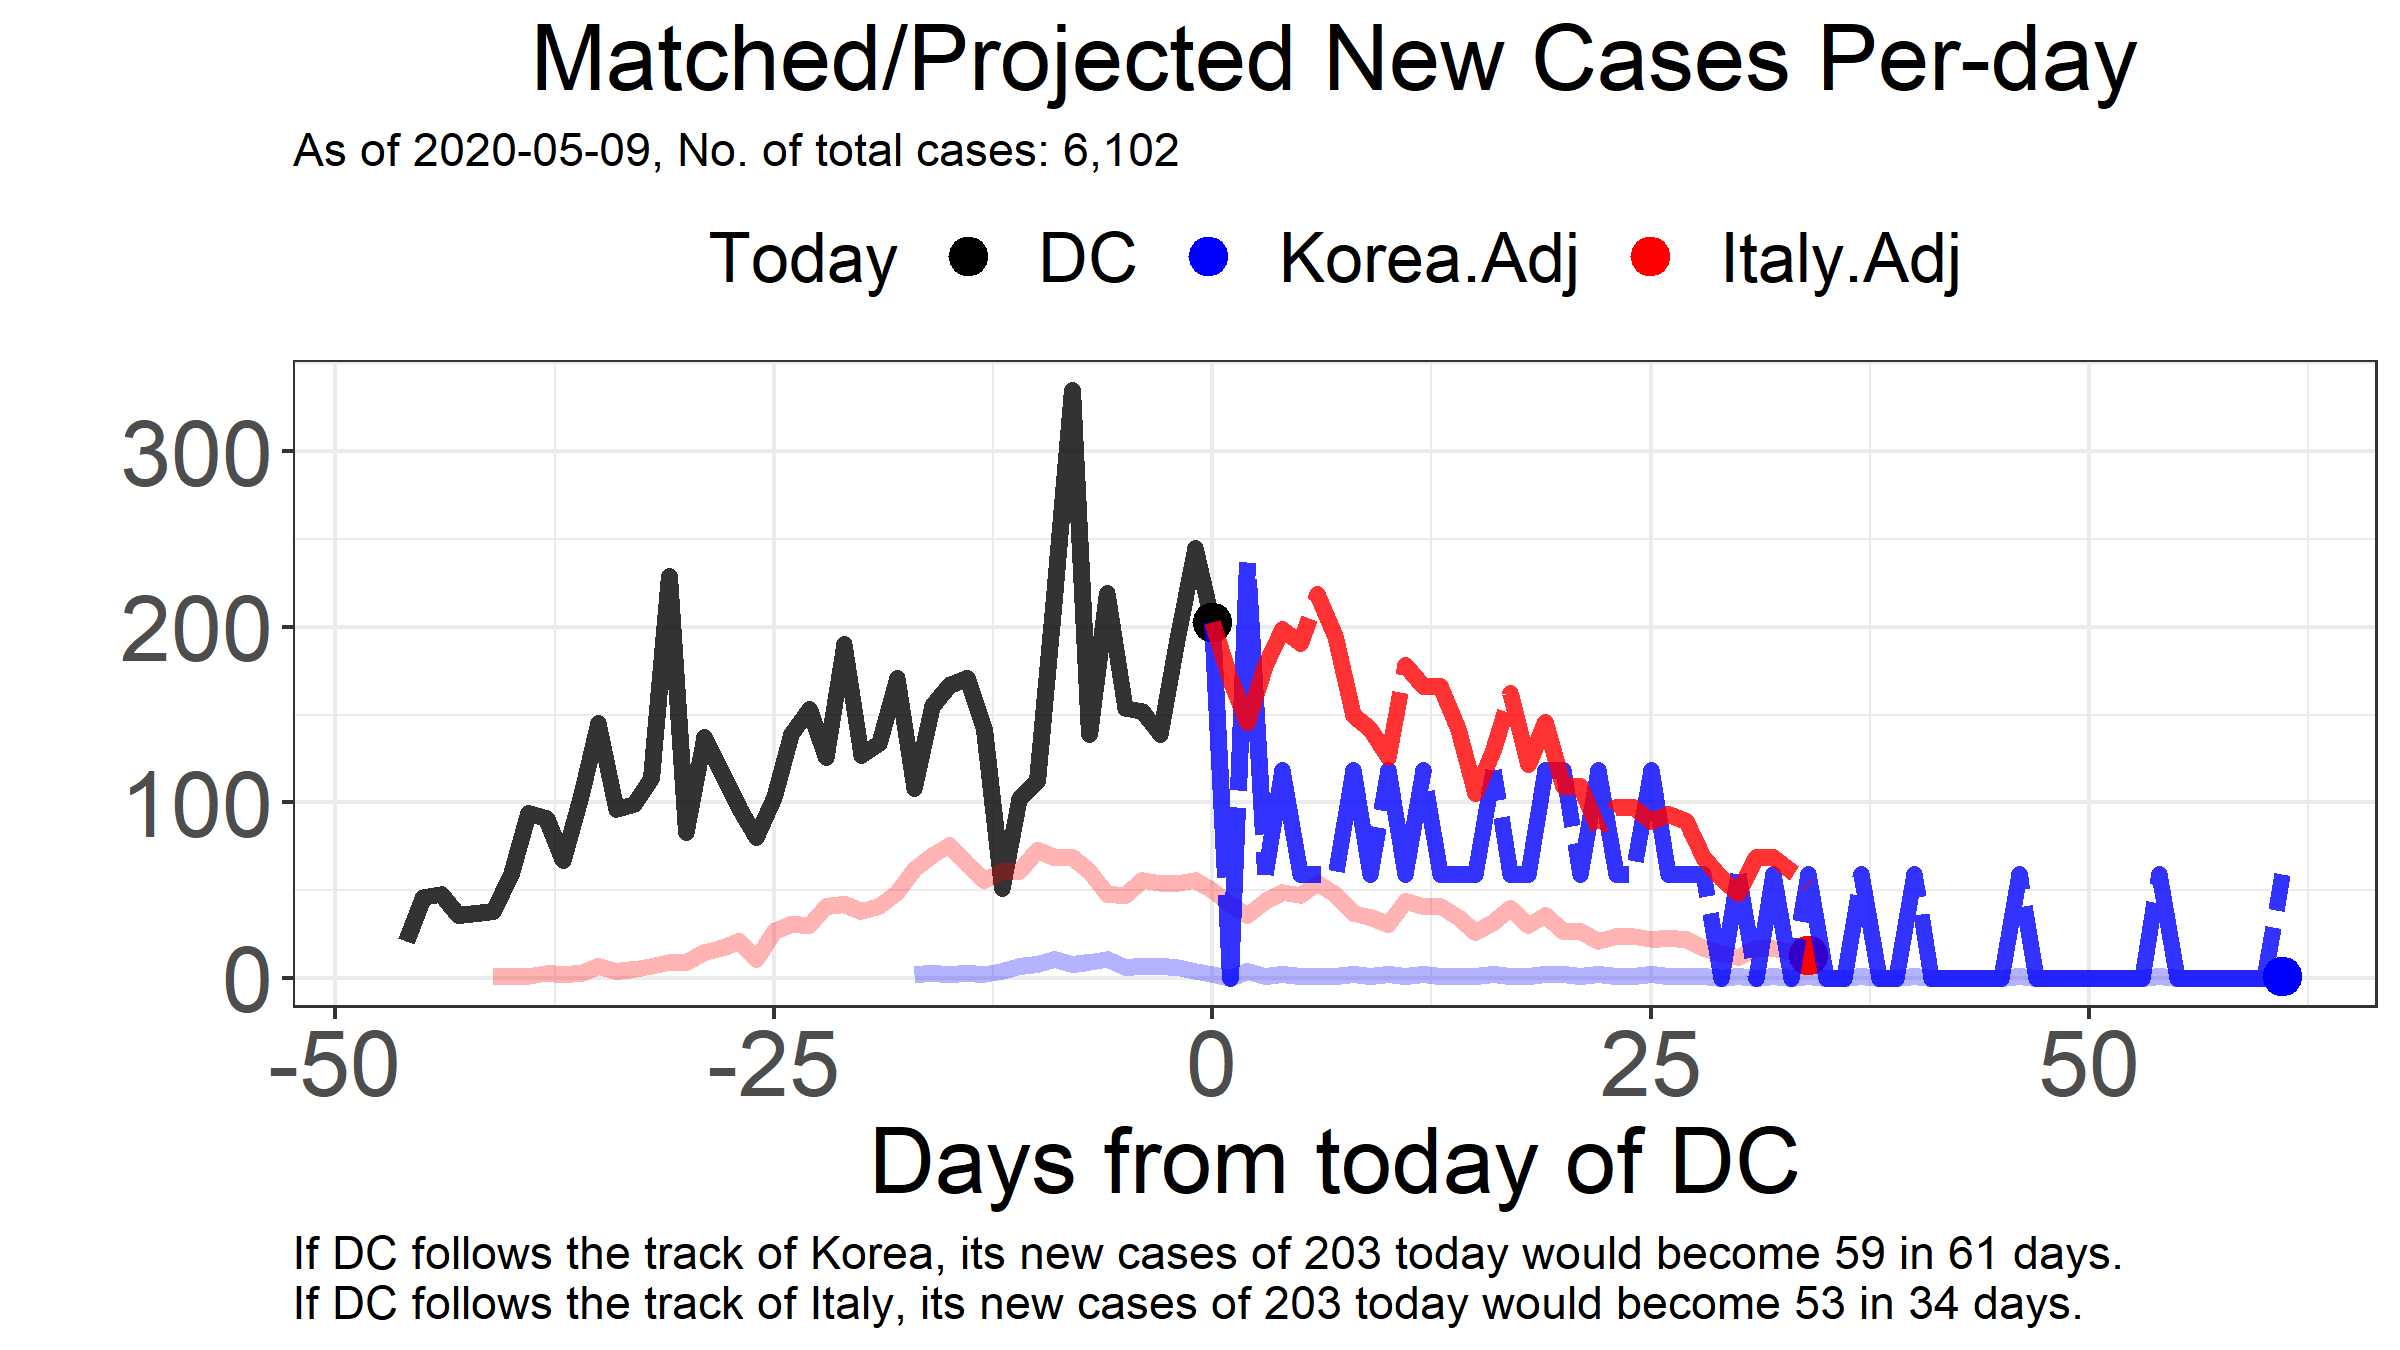 Matched/Projected New Cases Per-day
As of 2020-05-09, No. of total cases: 6,102
Today DC Korea.Adj Italy.Adj
300
200
100
0
-50 -25 0 25 50
Days from today of DC
If DC follows the track of Korea, its new cases of 203 today would become 59 in 61 days.
If DC follows the track of Italy, its new cases of 203 today would become 53 in 34 days.